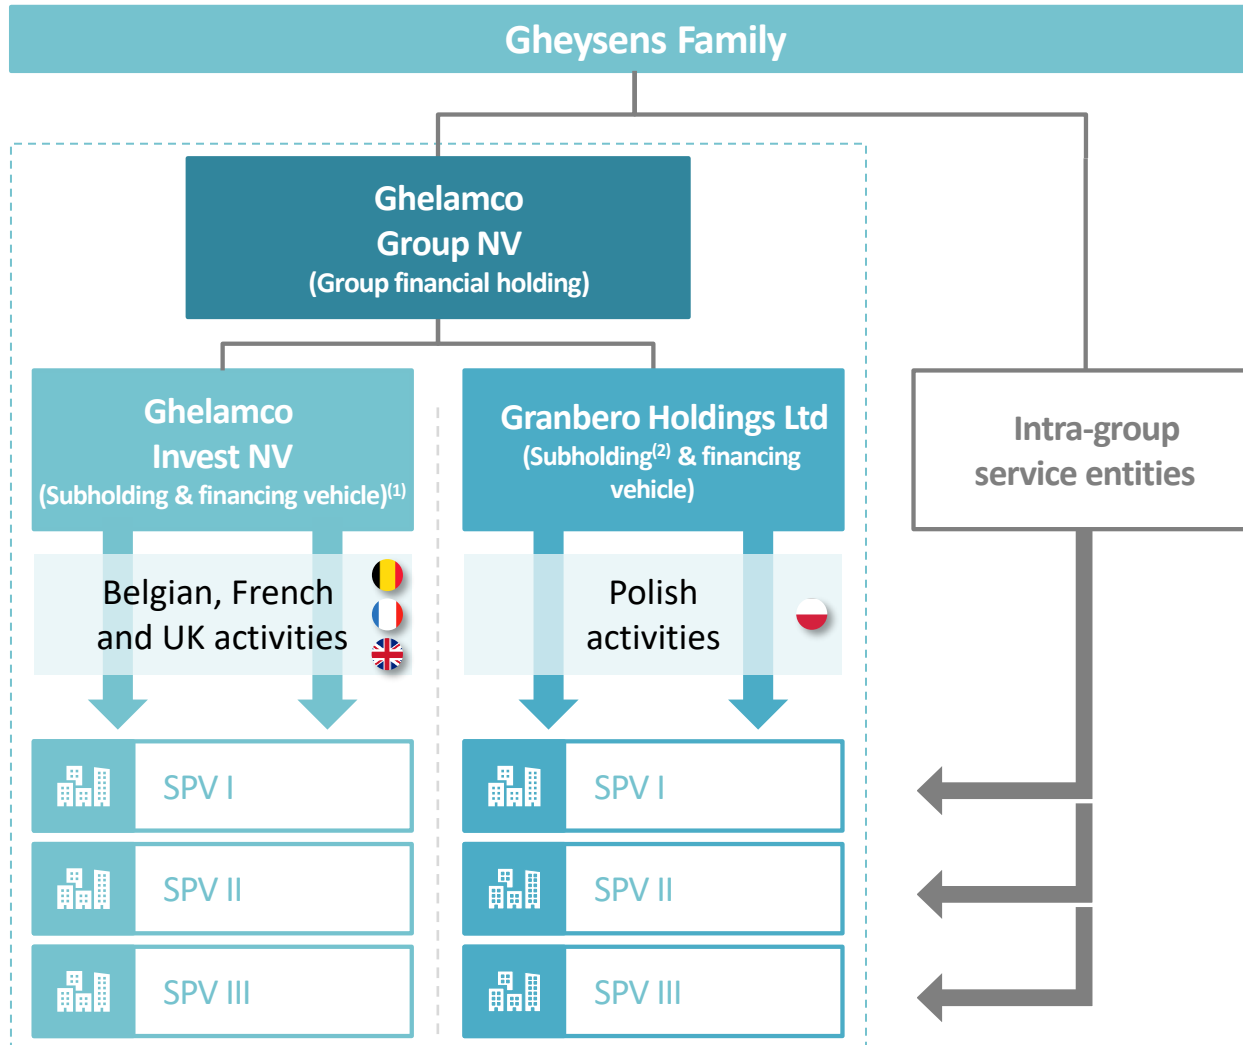 Gheysens Family
Ghelamco
Group NV
(Group financial holding)
Ghelamco
Invest NV
(Subholding & financing vehicle)(1)
Granbero Holdings Ltd
(Subholding(2) & financing
vehicle)
Intra-group
service entities
Belgian, French
and UK activities
Polish
activities
SPV I
SPV I
SPV II
SPV II
SPV III
SPV III